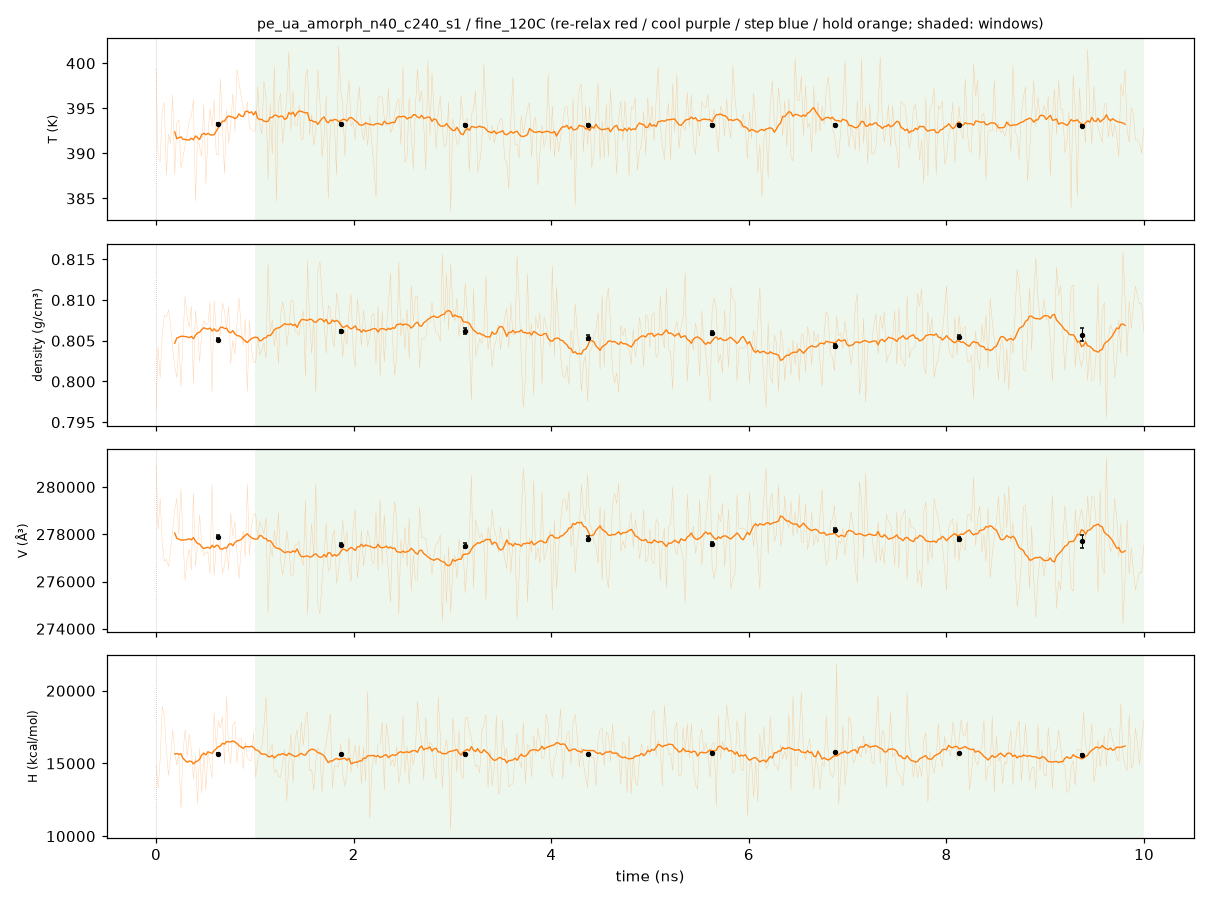 pe_ua_amorph_n40_c240_s1 / fine_120C (re-relax red / cool purple / step blue / hold orange; shaded: windows)
T (K)
400
395
390
385
density (g/cm³)
0.815
0.810
0.805
0.800
0.795
V (Å³)
280000
278000
276000
274000
H (kcal/mol)
20000
15000
10000
0 2 4 6 8 10
time (ns)